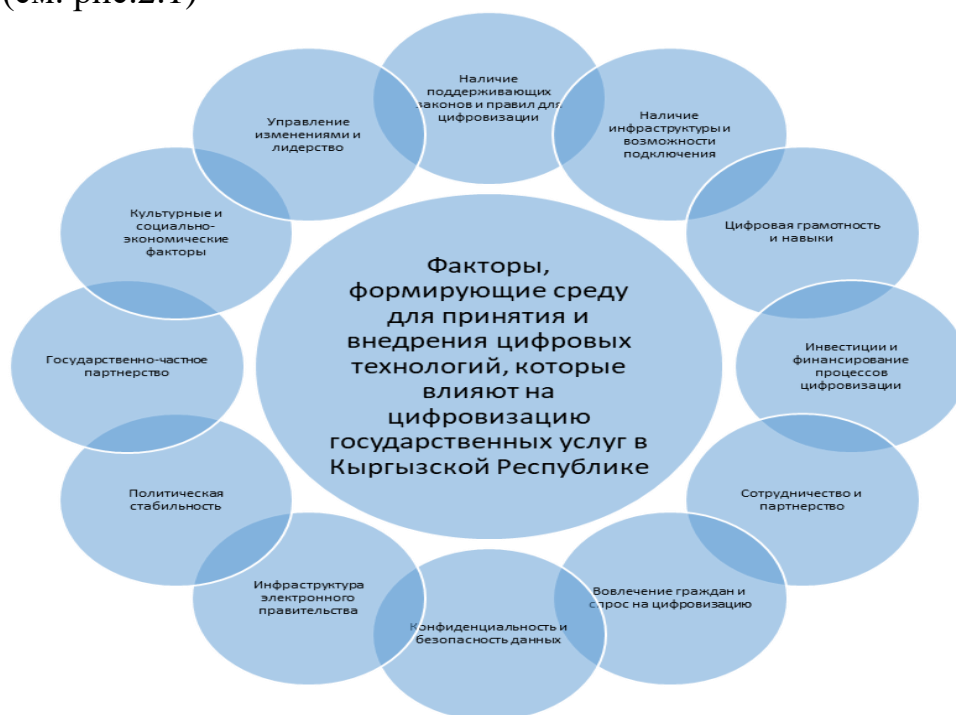 (см. рис.2.1)
Наличие
поддерживающих
законов и правил для
цифровизации
Наличие
инфраструктуры и
возможности
подключения
Цифровая грамотность
и навыки
Инвестиции и
финансирование
процессов
цифровизации
Сотрудничество и
партнерство
Вовлечение граждан и
спрос на цифровизацию
Конфиденциальность и
безопасность данных
Инфраструктура
электронного
правительства
Политическая
стабильность
Государственно-частное
партнерство
Культурные и
социально-
экономические
факторы
Управление
изменениями и
лидерство
Факторы,
формирующие среду
для принятия и
внедрения цифровых
технологий, которые
влияют на
цифровизацию
государственных услуг в
Кыргызской Республике